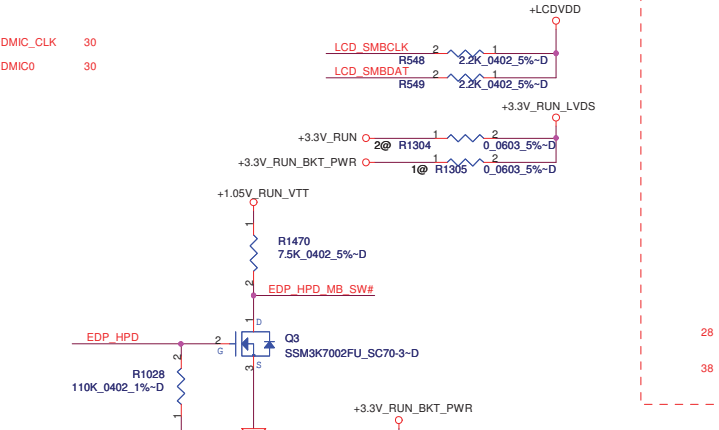 +LCDVDD
DMIC_CLK 30
LCD_SMBCLK 2 1
R548 2.2K_0402_5%~D
DMIC0 30
LCD_SMBDAT 2 1
R549 2.2K_0402_5%~D
+3.3V_RUN_LVDS
+3.3V_RUN 1 2
2@ R1304 0_0603_5%~D
+3.3V_RUN_BKT_PWR 1 2
1@ R1305 0_0603_5%~D
+1.05V_RUN_VTT
1
R1470
7.5K_0402_5%~D
2
EDP_HPD_MB_SW#
1 D
EDP_HPD 2 G
Q3
SSM3K7002FU_SC70-3~D
3 S
2
R1028
110K_0402_1%~D
1
28
38
+3.3V_RUN_BKT_PWR